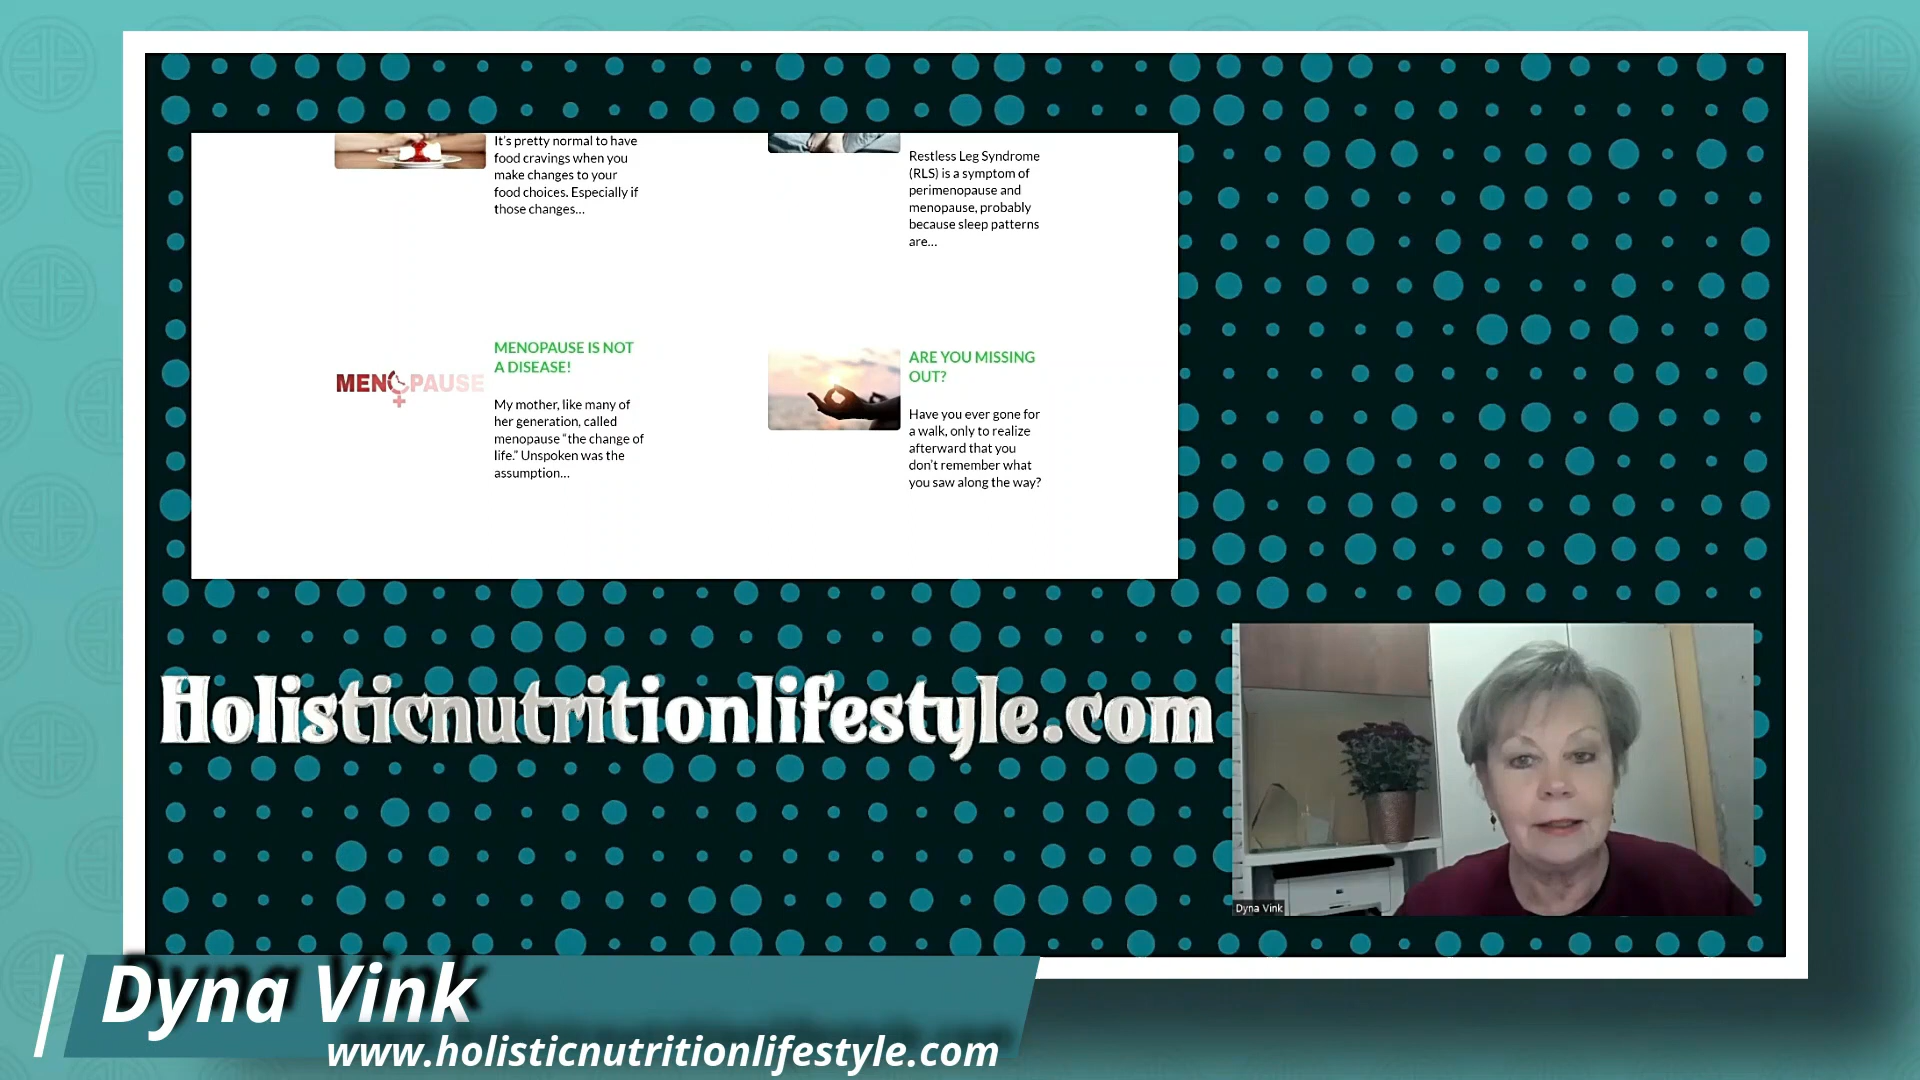 It's pretty normal to have
food cravings when you
make changes to your
food choices. Especially if
those changes...
Restless Leg Syndrome
(RLS) is a symptom of
perimenopause and
menopause, probably
because sleep patterns
are...
MENOPAUSE
MENOPAUSE IS NOT
A DISEASE!
My mother, like many of
her generation, called
menopause “the change of
life.” Unspoken was the
assumption...
ARE YOU MISSING
OUT?
Have you ever gone for
a walk, only to realize
afterward that you
don't remember what
you saw along the way?
Holisticnutritionlifestyle.com
Dyna Vink
Dyna Vink
www.holisticnutritionlifestyle.com